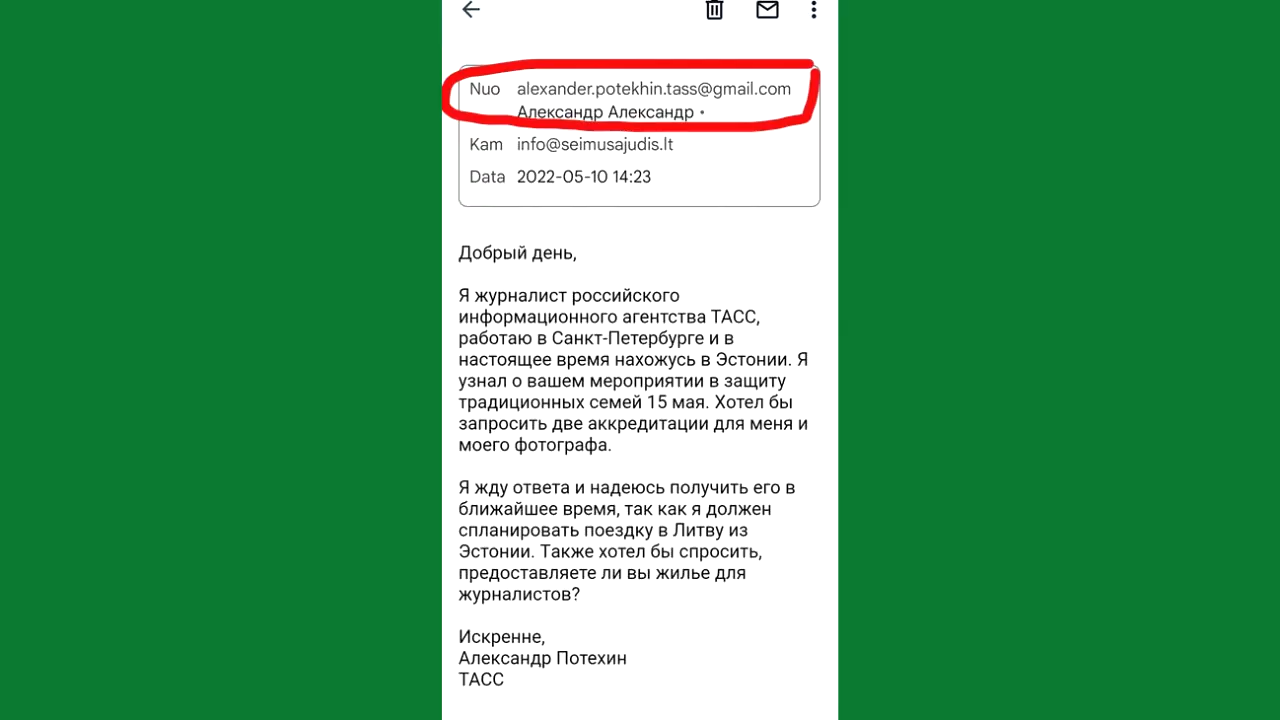 Nuo alexander.potekhin.tass@gmail.com
Александр Александр •
Kam info@seimusajudis.lt
Data 2022-05-10 14:23
Добрый день,
Я журналист российского
информационного агентства ТАСС,
работаю в Санкт-Петербурге и в
настоящее время нахожусь в Эстонии. Я
узнал о вашем мероприятии в защиту
традиционных семей 15 мая. Хотел бы
запросить две аккредитации для меня и
моего фотографа.
Я жду ответа и надеюсь получить его в
ближайшее время, так как я должен
спланировать поездку в Литву из
Эстонии. Также хотел бы спросить,
предоставляете ли вы жилье для
журналистов?
Искренне,
Александр Потехин
ТАСС